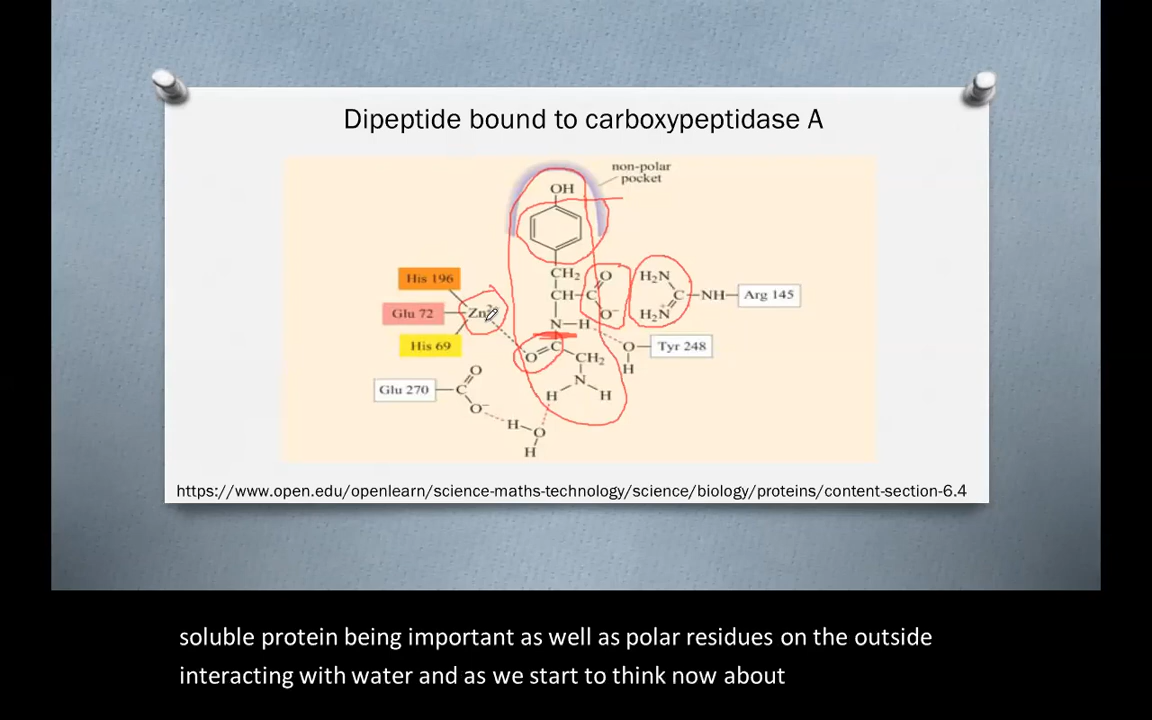 Dipeptide bound to carboxypeptidase A
non-polar
pocket
OH
CH2
CH–C
O
O⁻
H2N
C–NH–
H2N⁺
Arg 145
His 196
Glu 72
Zn2+
His 69
N–H
O=C
CH2
N
H
H
O
H
Tyr 248
Glu 270
C
O
O⁻
H
O
H
https://www.open.edu/openlearn/science-maths-technology/science/biology/proteins/content-section-6.4
soluble protein being important as well as polar residues on the outside
interacting with water and as we start to think now about